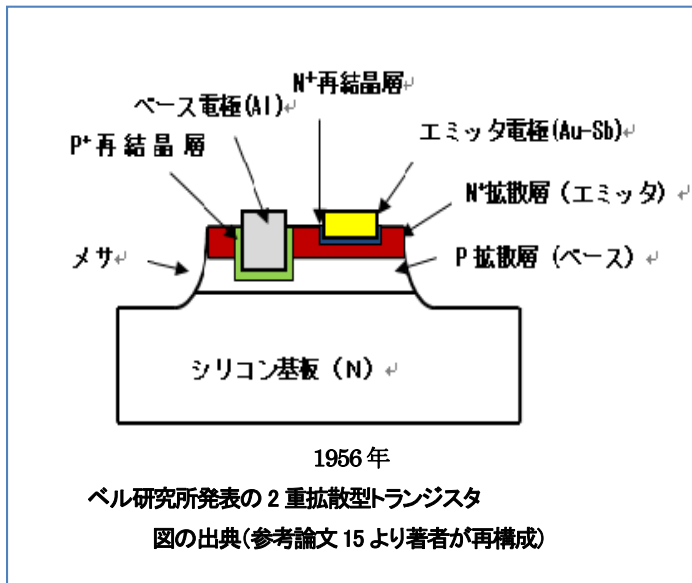 N⁺再結晶層
ベース電極(Al)
P⁺再結晶層
エミッタ電極(Au-Sb)
N⁺拡散層（エミッタ）
メサ
P拡散層（ベース）
シリコン基板（N）
1956年
ベル研究所発表の2重拡散型トランジスタ
図の出典(参考論文15より著者が再構成)